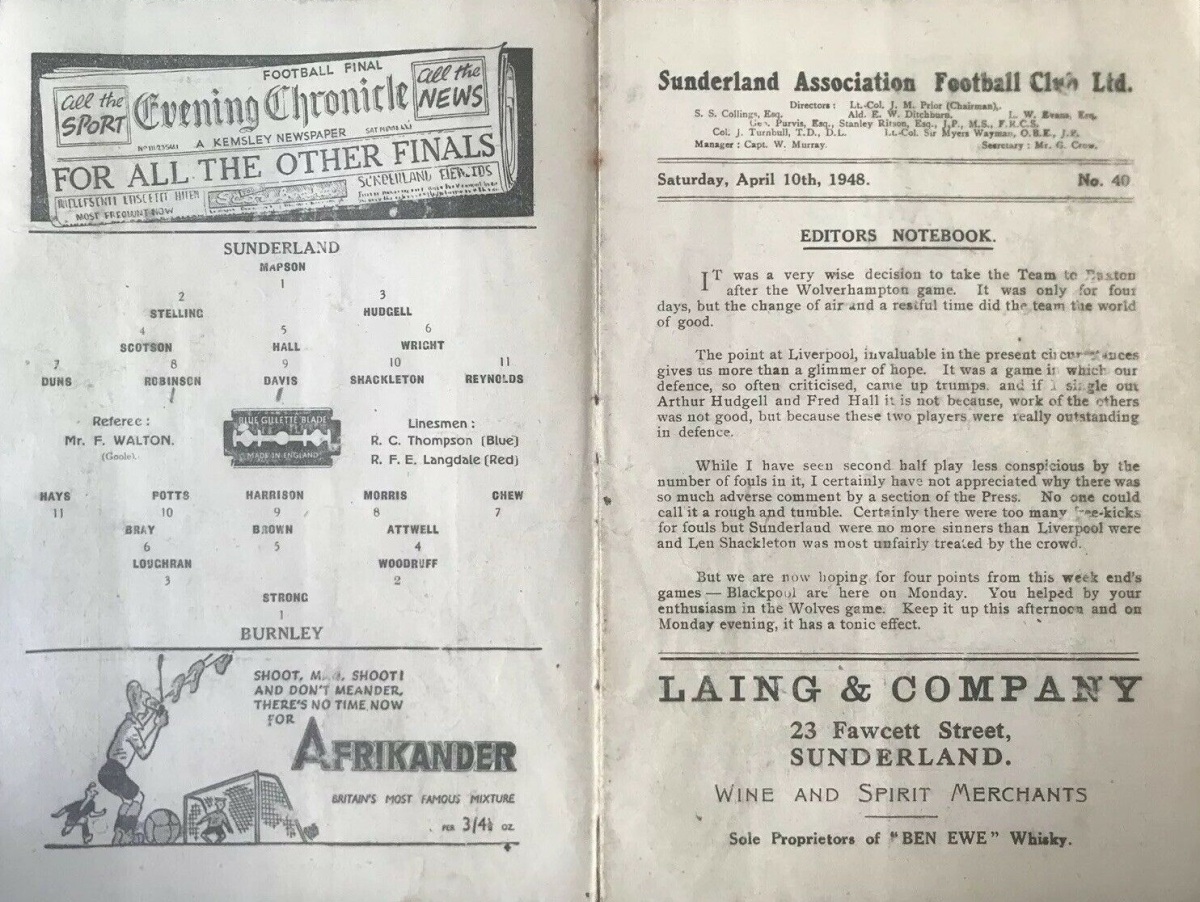 FOOTBALL FINAL
all the SPORT
Evening Chronicle
all the NEWS
A KEMSLEY NEWSPAPER
FOR ALL THE OTHER FINALS
SUNDERLAND
MAPSON
1
2 3
STELLING HUDGELL
4 5 6
SCOTSON HALL WRIGHT
7 8 9 10 11
DUNS ROBINSON DAVIS SHACKLETON REYNOLDS
Referee:
Mr. F. WALTON.
(Goole).
BLUE GILLETTE BLADE
MADE IN ENGLAND
Linesmen:
R. C. Thompson (Blue)
R. F. E. Langdale (Red)
HAYS POTTS HARRISON MORRIS CHEW
11 10 9 8 7
BRAY BROWN ATTWELL
6 5 4
LOUGHRAN WOODRUFF
3 2
STRONG
1
BURNLEY
SHOOT, SHOOT!
AND DON'T MEANDER,
THERE'S NO TIME NOW
FOR
AFRIKANDER
BRITAIN'S MOST FAMOUS MIXTURE
PER 3/4½ OZ
Sunderland Association Football Club Ltd.
Directors: Lt.-Col. J. M. Prior (Chairman),
S. S. Collings, Esq. Ald. E. W. Ditchburn. L. W. Evans, Esq.
Geo. Purvis, Esq., Stanley Ritson, Esq., J.P., M.S., F.R.C.S.
Col. J. Turnbull, T.D., D.L. Lt.-Col. Sir Myers Wayman, O.B.E., J.P.
Manager: Capt. W. Murray. Secretary: Mr. G. Crow.
Saturday, April 10th, 1948. No. 40
EDITORS NOTEBOOK.
IT was a very wise decision to take the Team to Buxton
after the Wolverhampton game. It was only for four
days, but the change of air and a restful time did the team the world
of good.
The point at Liverpool, invaluable in the present circumstances
gives us more than a glimmer of hope. It was a game in which our
defence, so often criticised, came up trumps, and if I single out
Arthur Hudgell and Fred Hall it is not because, work of the others
was not good, but because these two players were really outstanding
in defence.
While I have seen second half play less conspicious by the
number of fouls in it, I certainly have not appreciated why there was
so much adverse comment by a section of the Press. No one could
call it a rough and tumble. Certainly there were too many free-kicks
for fouls but Sunderland were no more sinners than Liverpool were
and Len Shackleton was most unfairly treated by the crowd.
But we are now hoping for four points from this week end's
games — Blackpool are here on Monday. You helped by your
enthusiasm in the Wolves game. Keep it up this afternoon and on
Monday evening, it has a tonic effect.
LAING & COMPANY
23 Fawcett Street,
SUNDERLAND.
WINE AND SPIRIT MERCHANTS
Sole Proprietors of "BEN EWE" Whisky.